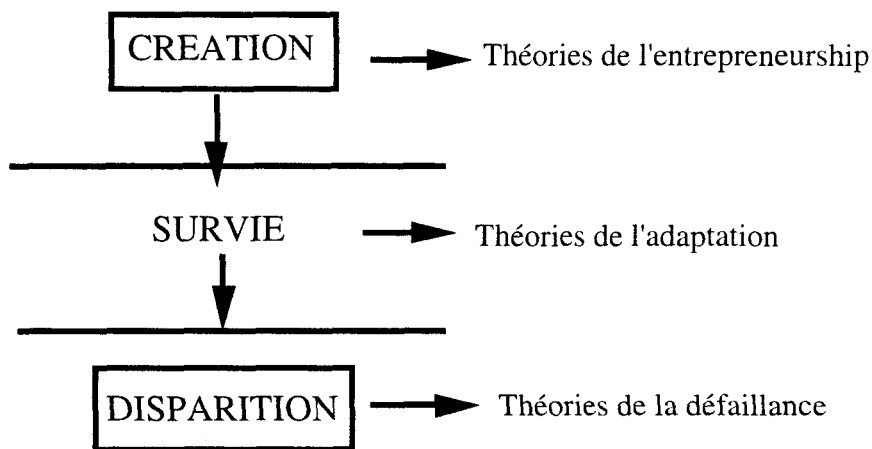 CREATION
Théories de l'entrepreneurship
SURVIE
Théories de l'adaptation
DISPARITION
Théories de la défaillance